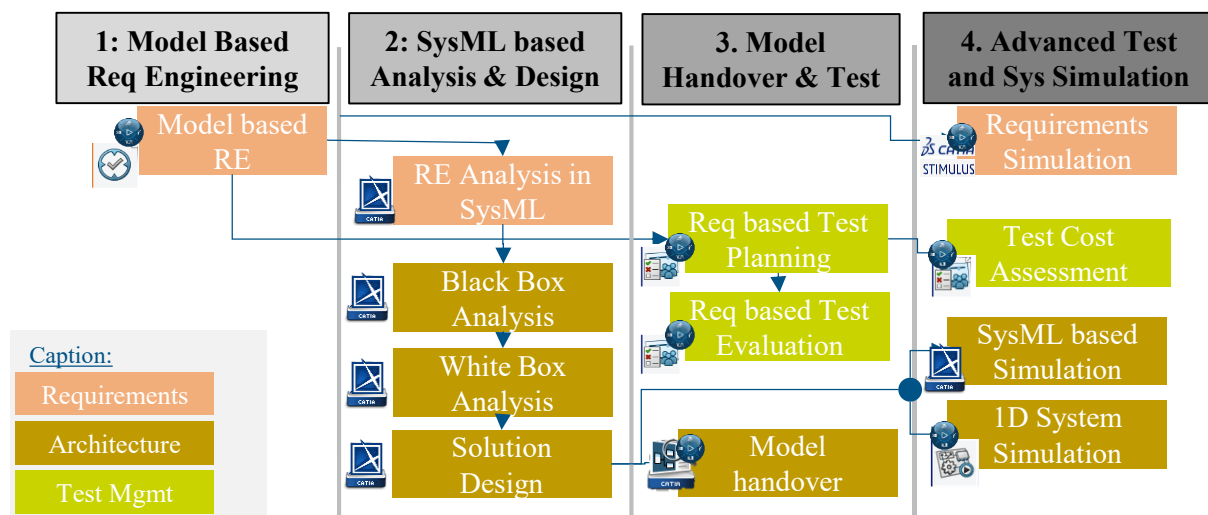 1: Model Based
Req Engineering
2: SysML based
Analysis & Design
3. Model
Handover & Test
4. Advanced Test
and Sys Simulation
Model based
RE
RE Analysis in
SysML
CATIA
Black Box
Analysis
CATIA
White Box
Analysis
CATIA
Solution
Design
CATIA
Req based Test
Planning
Req based Test
Evaluation
Model
handover
CATIA
Requirements
Simulation
CATIA
STIMULUS
Test Cost
Assessment
SysML based
Simulation
CATIA
1D System
Simulation
Caption:
Requirements
Architecture
Test Mgmt